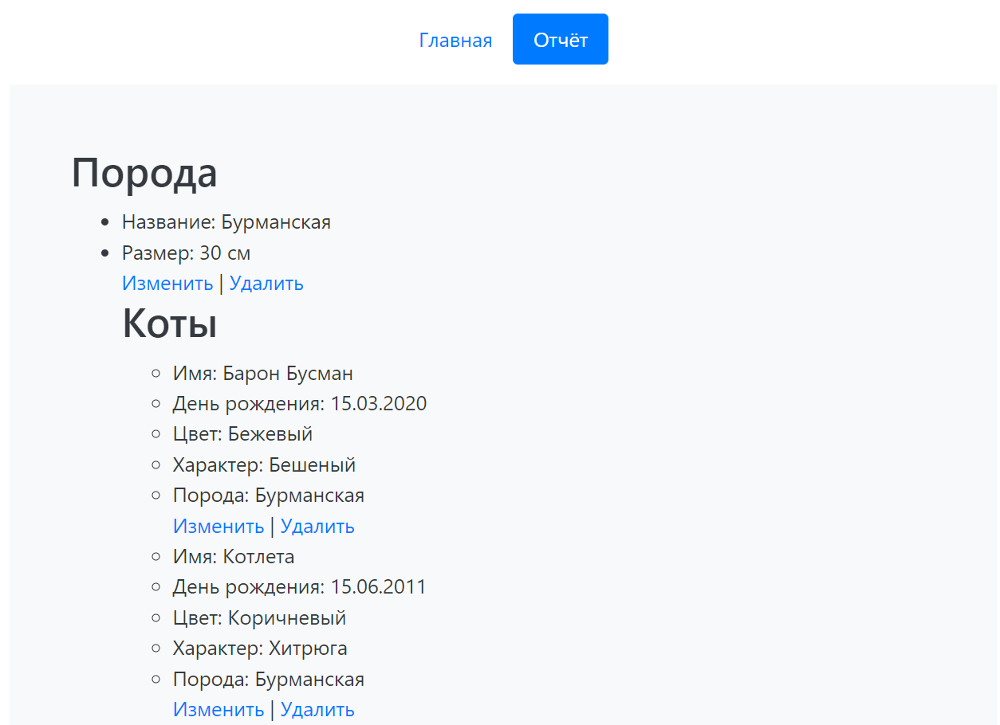 Главная Отчёт
Порода
Название: Бурманская
Размер: 30 см
Изменить | Удалить
Коты
Имя: Барон Бусман
День рождения: 15.03.2020
Цвет: Бежевый
Характер: Бешеный
Порода: Бурманская
Изменить | Удалить
Имя: Котлета
День рождения: 15.06.2011
Цвет: Коричневый
Характер: Хитрюга
Порода: Бурманская
Изменить | Удалить